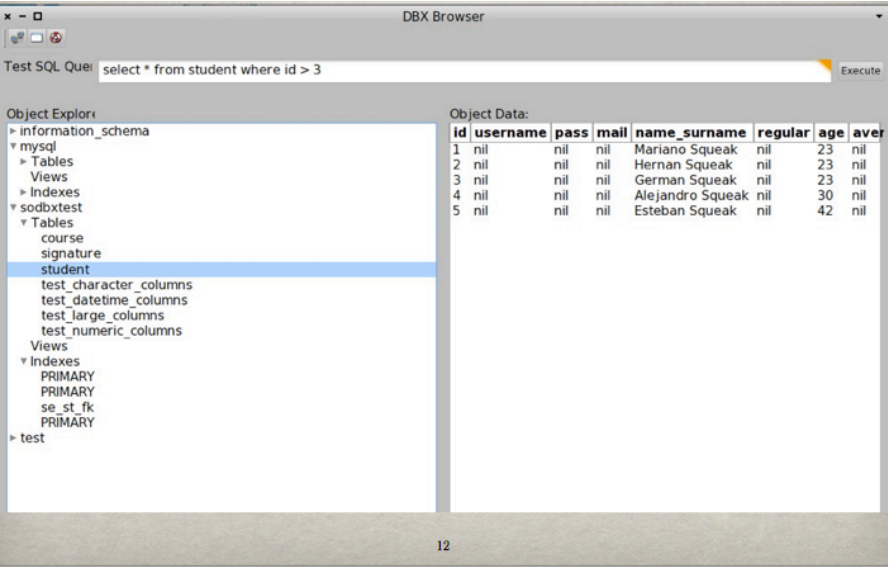 DBX Browser
Test SQL Que
select * from student where id > 3
Execute
Object Explor
information_schema
mysql
Tables
Views
Indexes
sodbxtest
Tables
course
signature
student
test_character_columns
test_datetime_columns
test_large_columns
test_numeric_columns
Views
Indexes
PRIMARY
PRIMARY
se_st_fk
PRIMARY
test
Object Data:
id username pass mail name_surname regular age aver
1 nil nil nil Mariano Squeak nil 23 nil
2 nil nil nil Hernan Squeak nil 23 nil
3 nil nil nil German Squeak nil 23 nil
4 nil nil nil Alejandro Squeak nil 30 nil
5 nil nil nil Esteban Squeak nil 42 nil
12